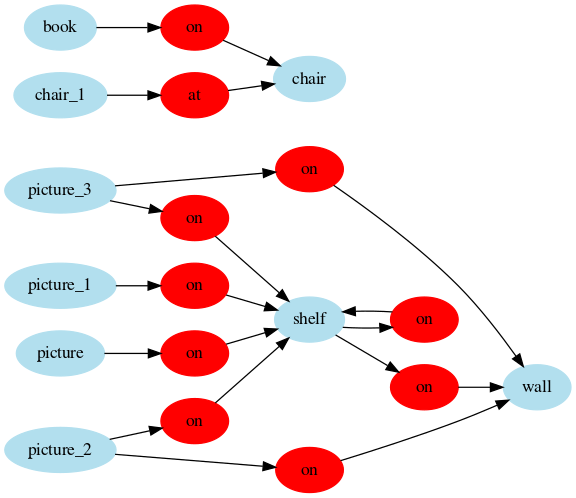 book
on
chair_1
at
chair
picture_3
on
on
picture_1
on
shelf
on
picture
on
on
wall
picture_2
on
on